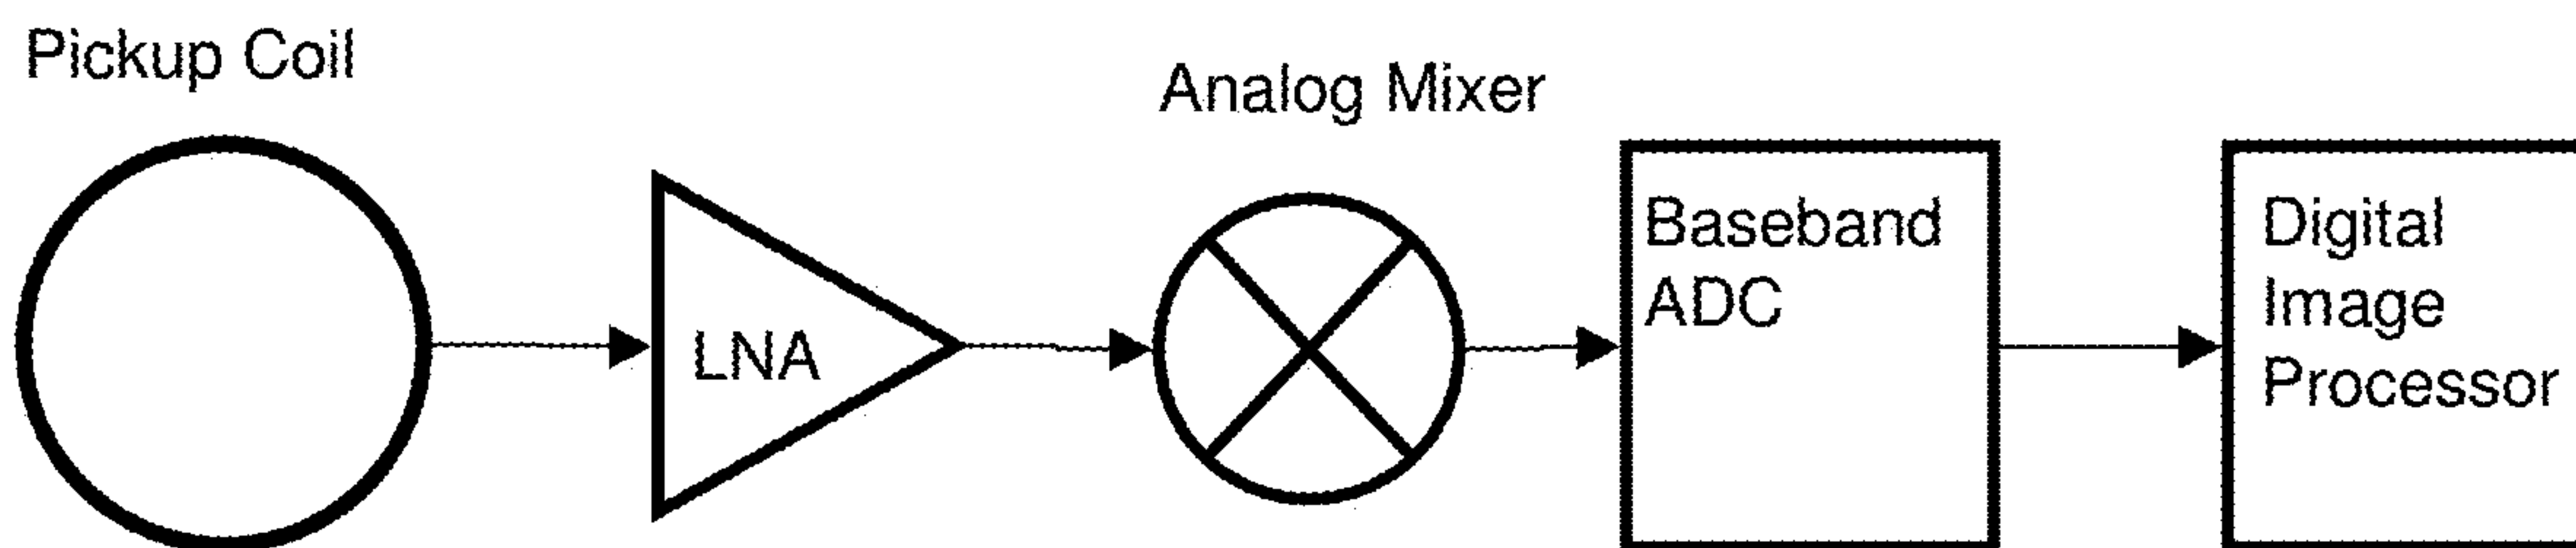 Pickup Coil
Analog Mixer
LNA
Baseband
ADC
Digital
Image
Processor